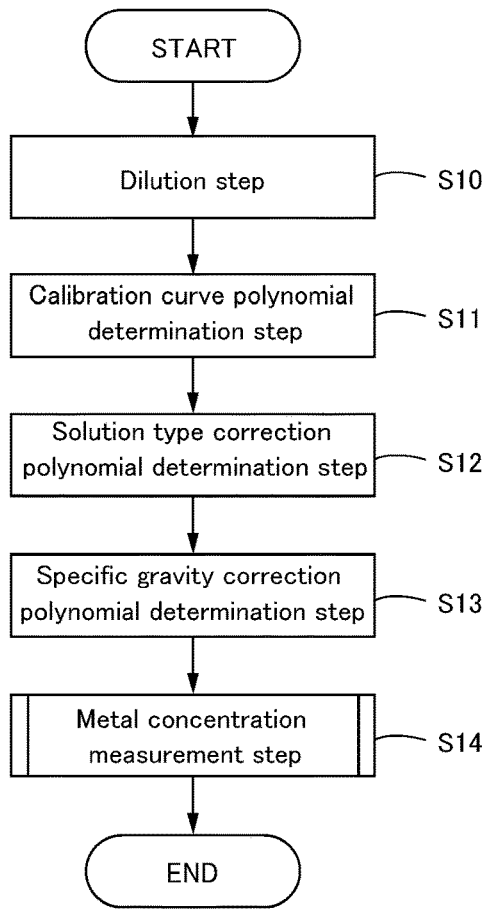 START
Dilution step
S10
Calibration curve polynomial
determination step
S11
Solution type correction
polynomial determination step
S12
Specific gravity correction
polynomial determination step
S13
Metal concentration
measurement step
S14
END